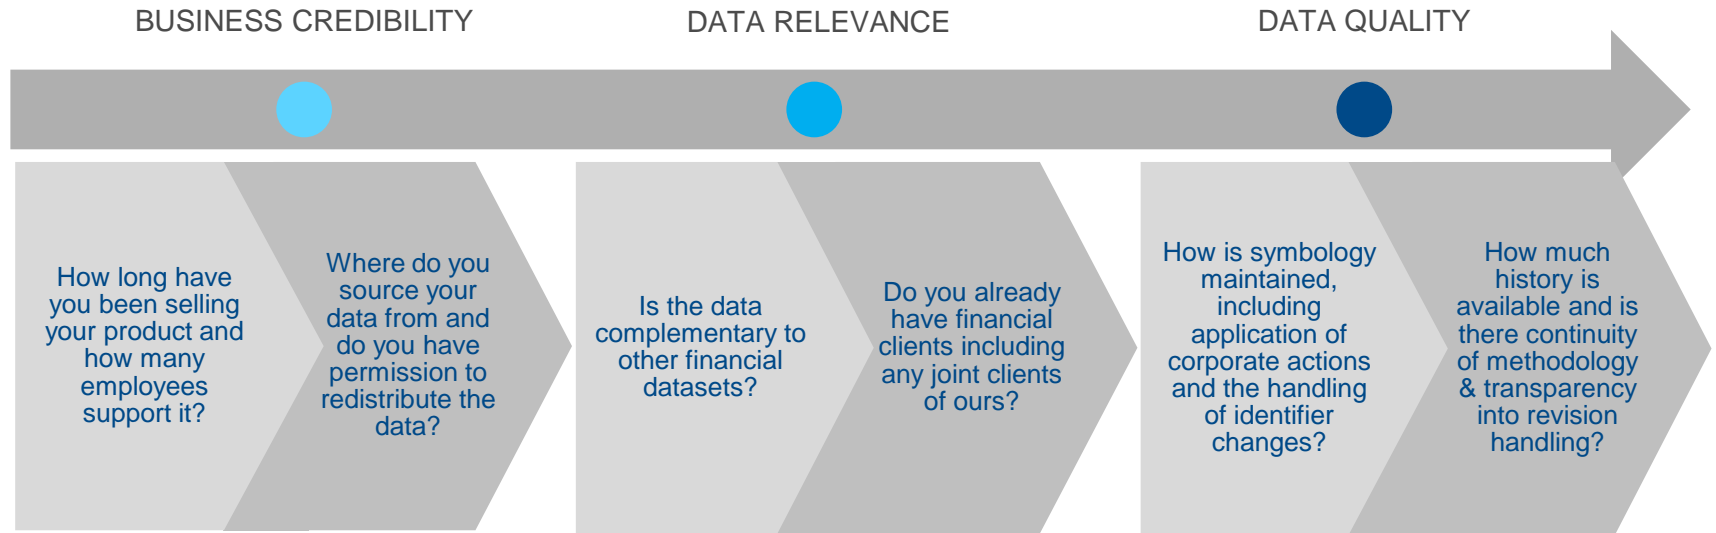 BUSINESS CREDIBILITY
DATA RELEVANCE
DATA QUALITY
How long have
you been selling
your product and
how many
employees
support it?
Where do you
source your
data from and
do you have
permission to
redistribute the
data?
Is the data
complementary to
other financial
datasets?
Do you already
have financial
clients including
any joint clients
of ours?
How is symbology
maintained,
including
application of
corporate actions
and the handling
of identifier
changes?
How much
history is
available and is
there continuity
of methodology
& transparency
into revision
handling?